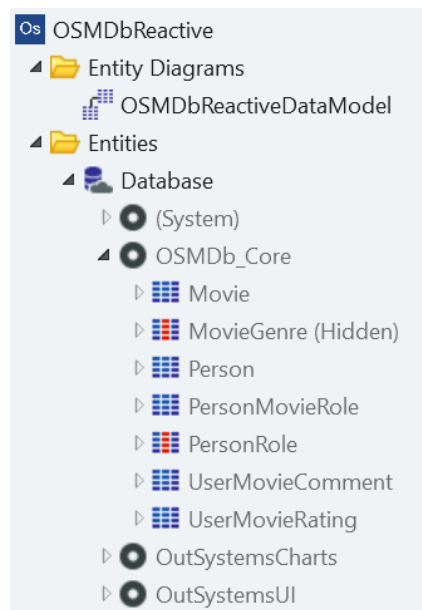 Os OSMDbReactive
Entity Diagrams
OSMDbReactiveDataModel
Entities
Database
(System)
OSMDb_Core
Movie
MovieGenre (Hidden)
Person
PersonMovieRole
PersonRole
UserMovieComment
UserMovieRating
OutSystemsCharts
OutSystemsUI